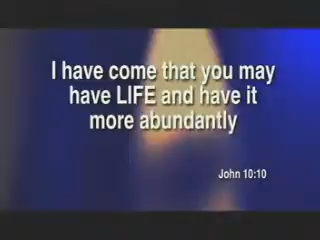 I have come that you may
have LIFE and have it
more abundantly
John 10:10